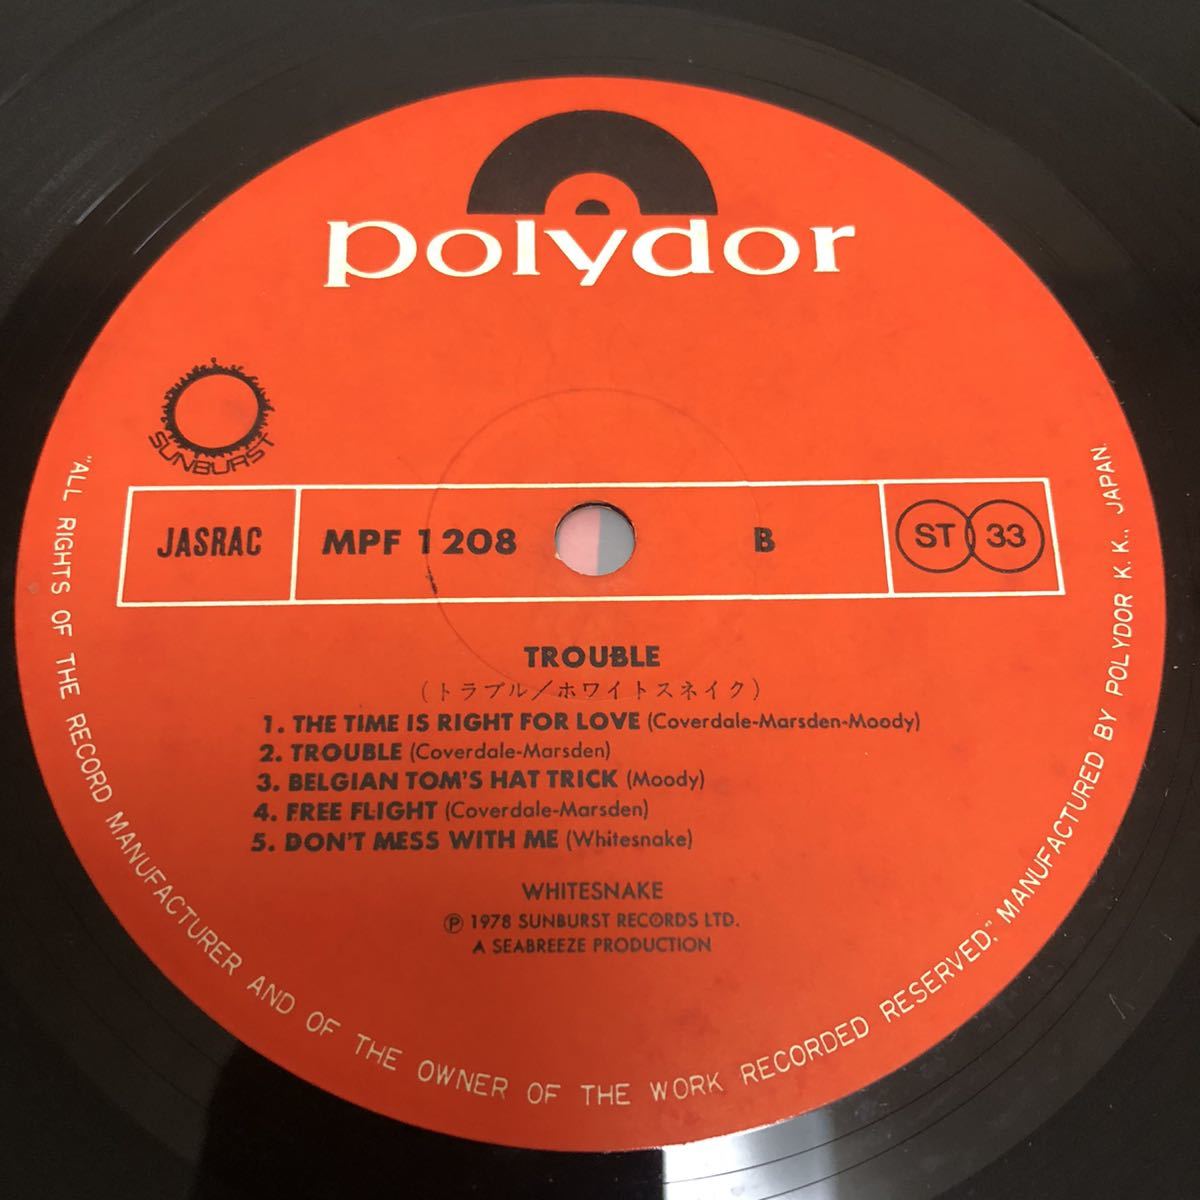 polydor
SUNBURST
JASRAC
MPF 1208
B
ST 33
TROUBLE
(トラブル/ホワイトスネイク)
1. THE TIME IS RIGHT FOR LOVE (Coverdale-Marsden-Moody)
2. TROUBLE (Coverdale-Marsden)
3. BELGIAN TOM'S HAT TRICK (Moody)
4. FREE FLIGHT (Coverdale-Marsden)
5. DON'T MESS WITH ME (Whitesnake)
WHITESNAKE
Ⓟ 1978 SUNBURST RECORDS LTD.
A SEABREEZE PRODUCTION
"ALL RIGHTS OF THE RECORD MANUFACTURER AND OF THE OWNER OF THE WORK RECORDED RESERVED." MANUFACTURED BY POLYDOR K.K., JAPAN.